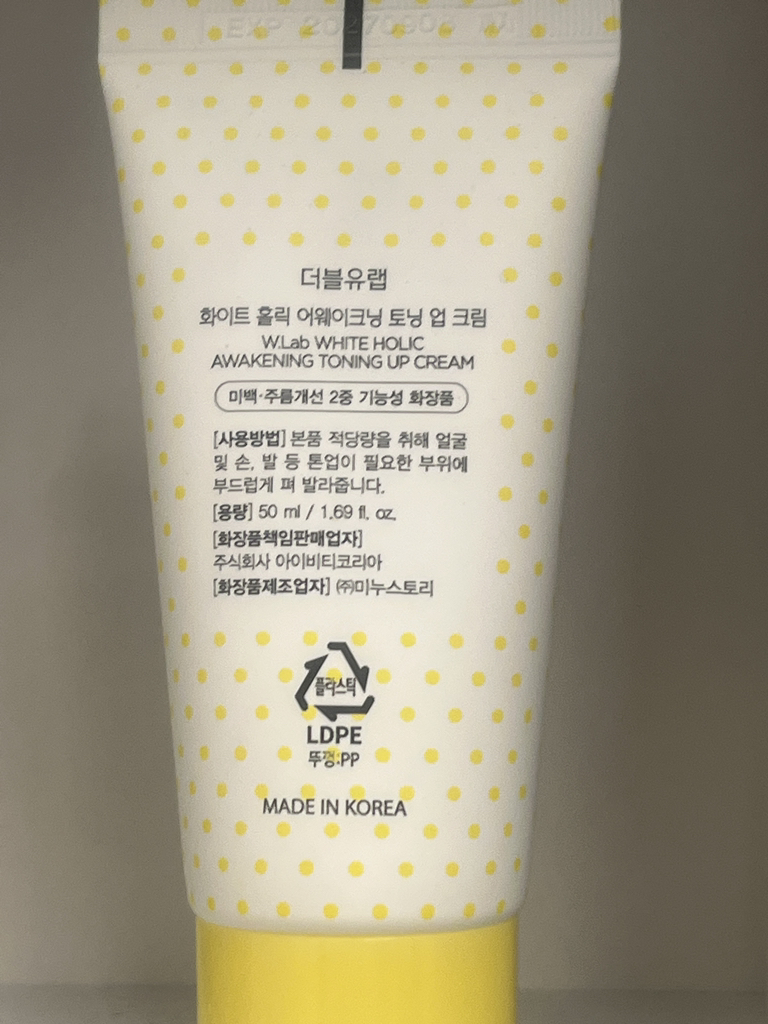 더블유랩
화이트 홀릭 어웨이크닝 토닝 업 크림
W.Lab WHITE HOLIC
AWAKENING TONING UP CREAM
미백·주름개선 2중 기능성 화장품
[사용방법] 본품 적당량을 취해 얼굴
및 손, 발 등 톤업이 필요한 부위에
부드럽게 펴 발라줍니다.
[용량] 50 ml / 1.69 fl. oz.
[화장품책임판매업자]
주식회사 아이비티코리아
[화장품제조업자] ㈜미누스토리
플라스틱
LDPE
뚜껑:PP
MADE IN KOREA